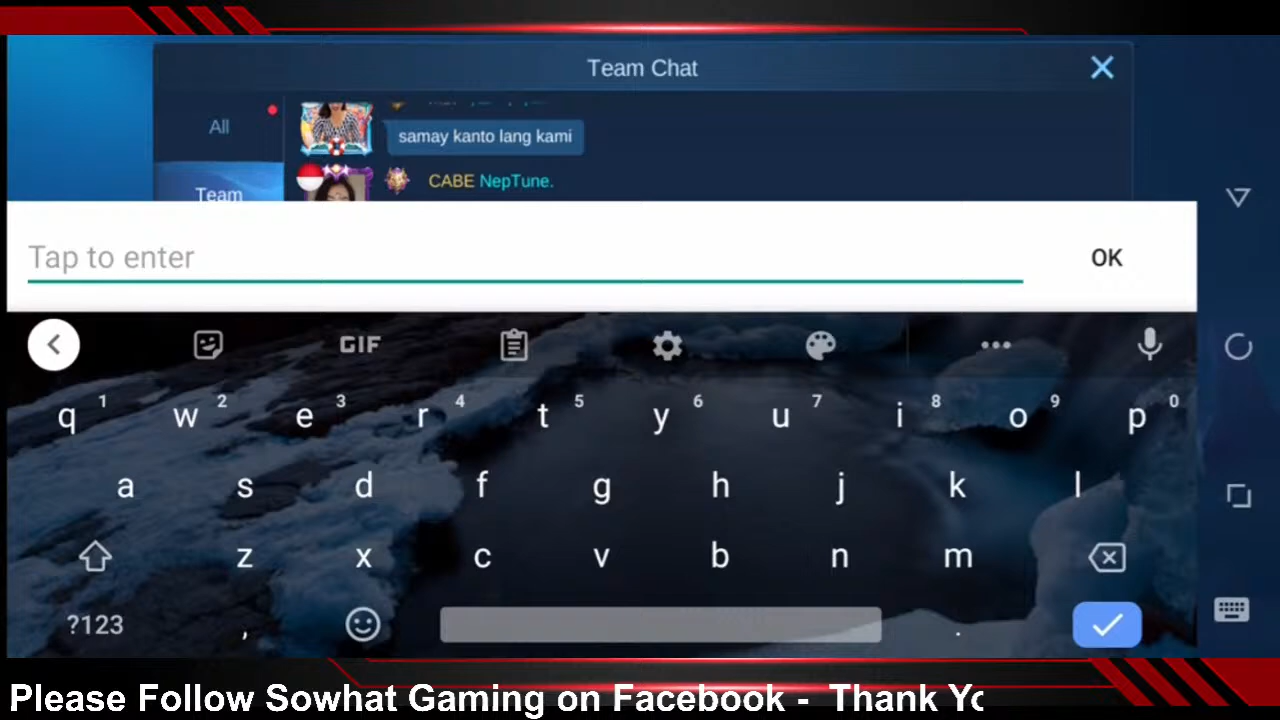 Team Chat
All
samay kanto lang kami
CABE NepTune.
Team
Tap to enter
OK
GIF
q 1 w 2 e 3 r 4 t 5 y 6 u 7 i 8 o 9 p 0
a s d f g h j k l
z x c v b n m
?123 , .
Please Follow Sowhat Gaming on Facebook - Thank Yo